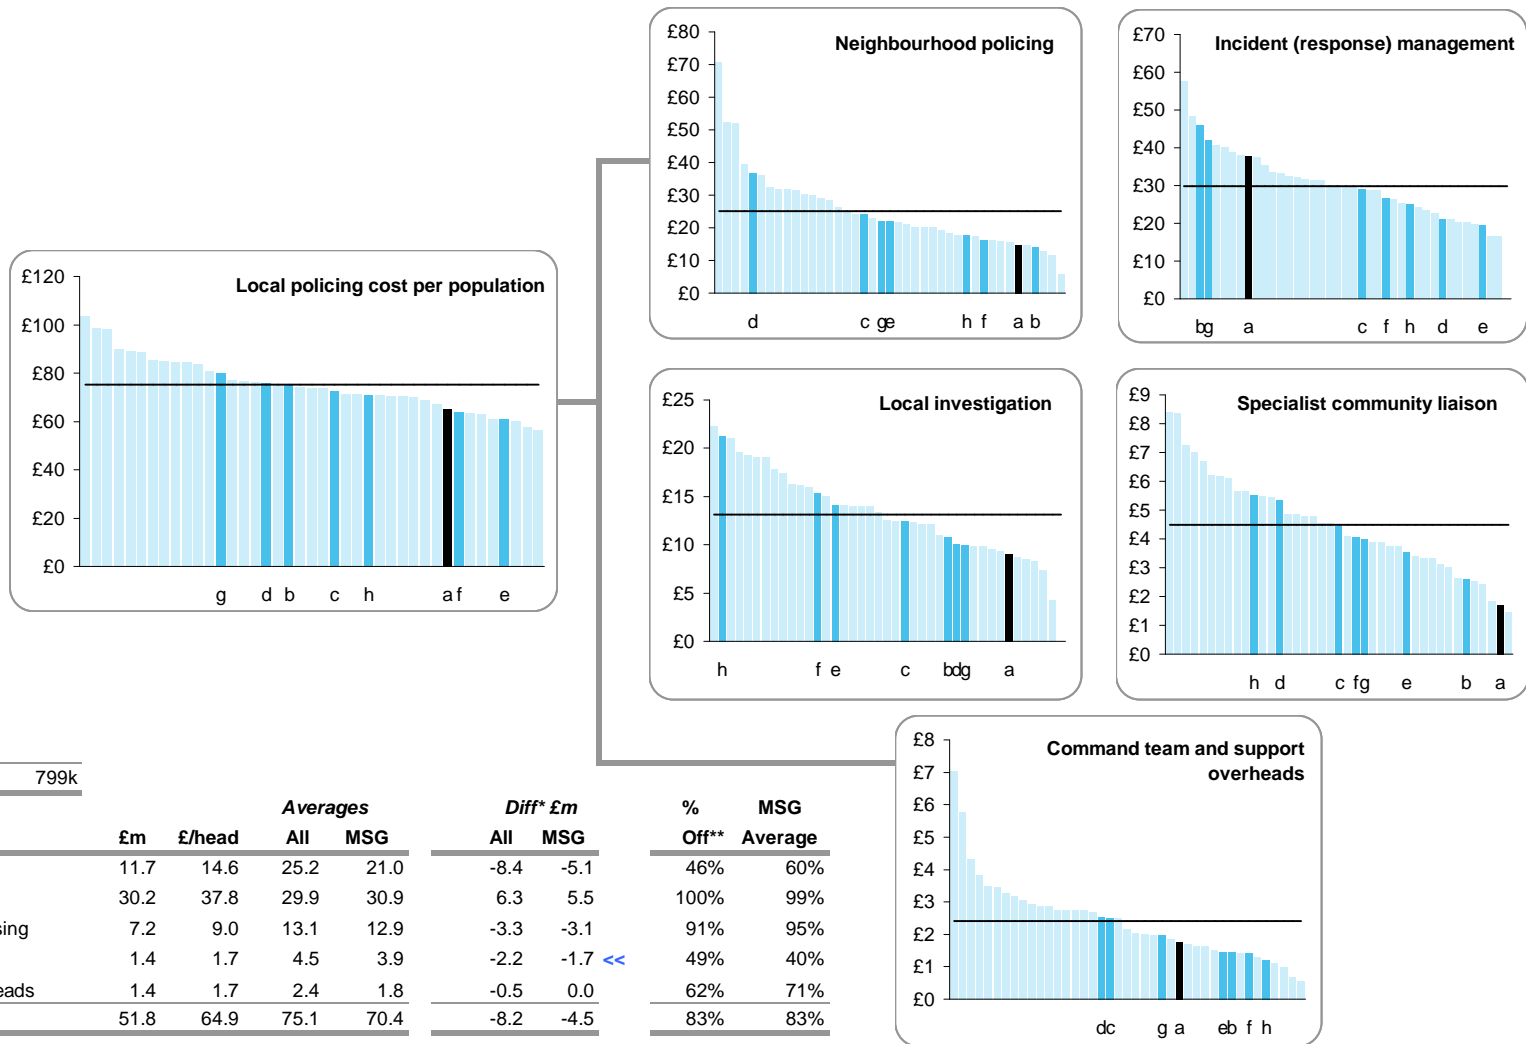 Neighbourhood policing
£80
£70
£60
£50
£40
£30
£20
£10
£0
d c ge h f a b
Incident (response) management
£70
£60
£50
£40
£30
£20
£10
£0
bg a c f h d e
Local policing cost per population
£120
£100
£80
£60
£40
£20
£0
g d b c h a f e
Local investigation
£25
£20
£15
£10
£5
£0
h f e c bdg a
Specialist community liaison
£9
£8
£7
£6
£5
£4
£3
£2
£1
£0
h d c fg e b a
Command team and support
overheads
£8
£7
£6
£5
£4
£3
£2
£1
£0
dc g a eb f h
799k
Averages Diff* £m % MSG
£m £/head All MSG All MSG Off** Average
11.7 14.6 25.2 21.0 -8.4 -5.1 46% 60%
30.2 37.8 29.9 30.9 6.3 5.5 100% 99%
sing 7.2 9.0 13.1 12.9 -3.3 -3.1 91% 95%
1.4 1.7 4.5 3.9 -2.2 -1.7 << 49% 40%
eads 1.4 1.7 2.4 1.8 -0.5 0.0 62% 71%
51.8 64.9 75.1 70.4 -8.2 -4.5 83% 83%